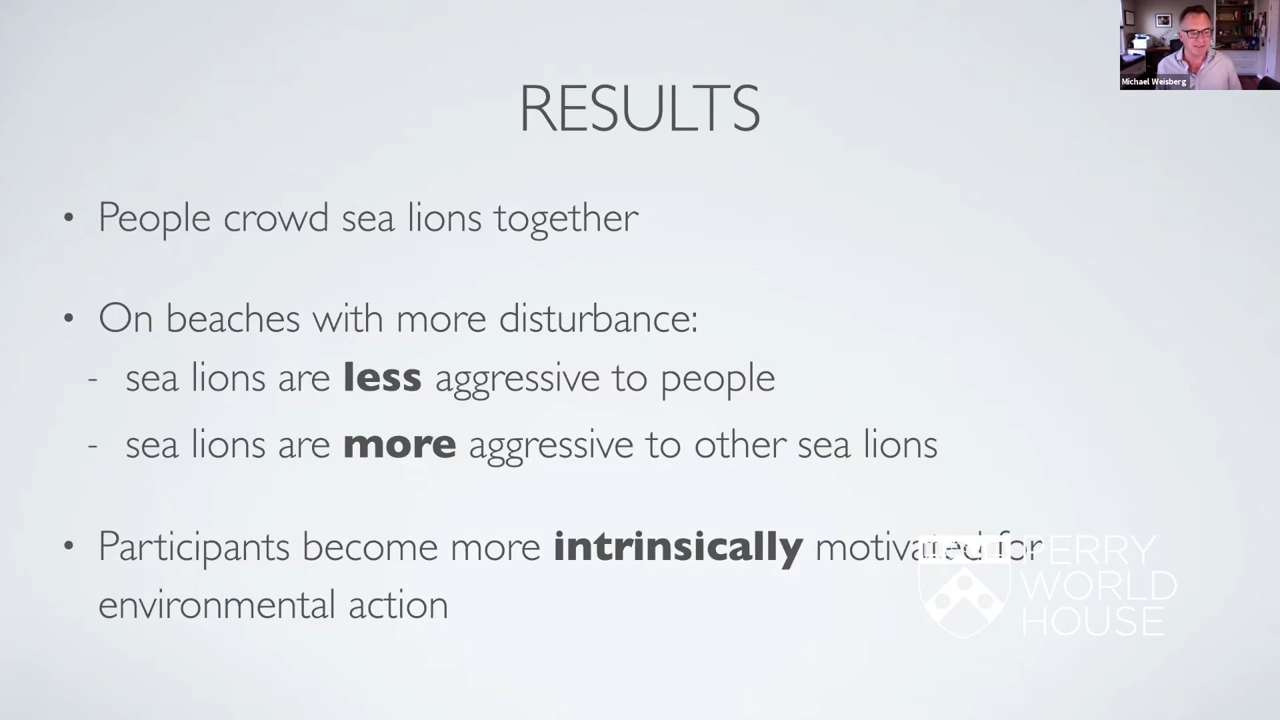 Michael Weisberg
RESULTS
• People crowd sea lions together
• On beaches with more disturbance:
- sea lions are less aggressive to people
- sea lions are more aggressive to other sea lions
• Participants become more intrinsically motivated for
environmental action
PERRY
WORLD
HOUSE